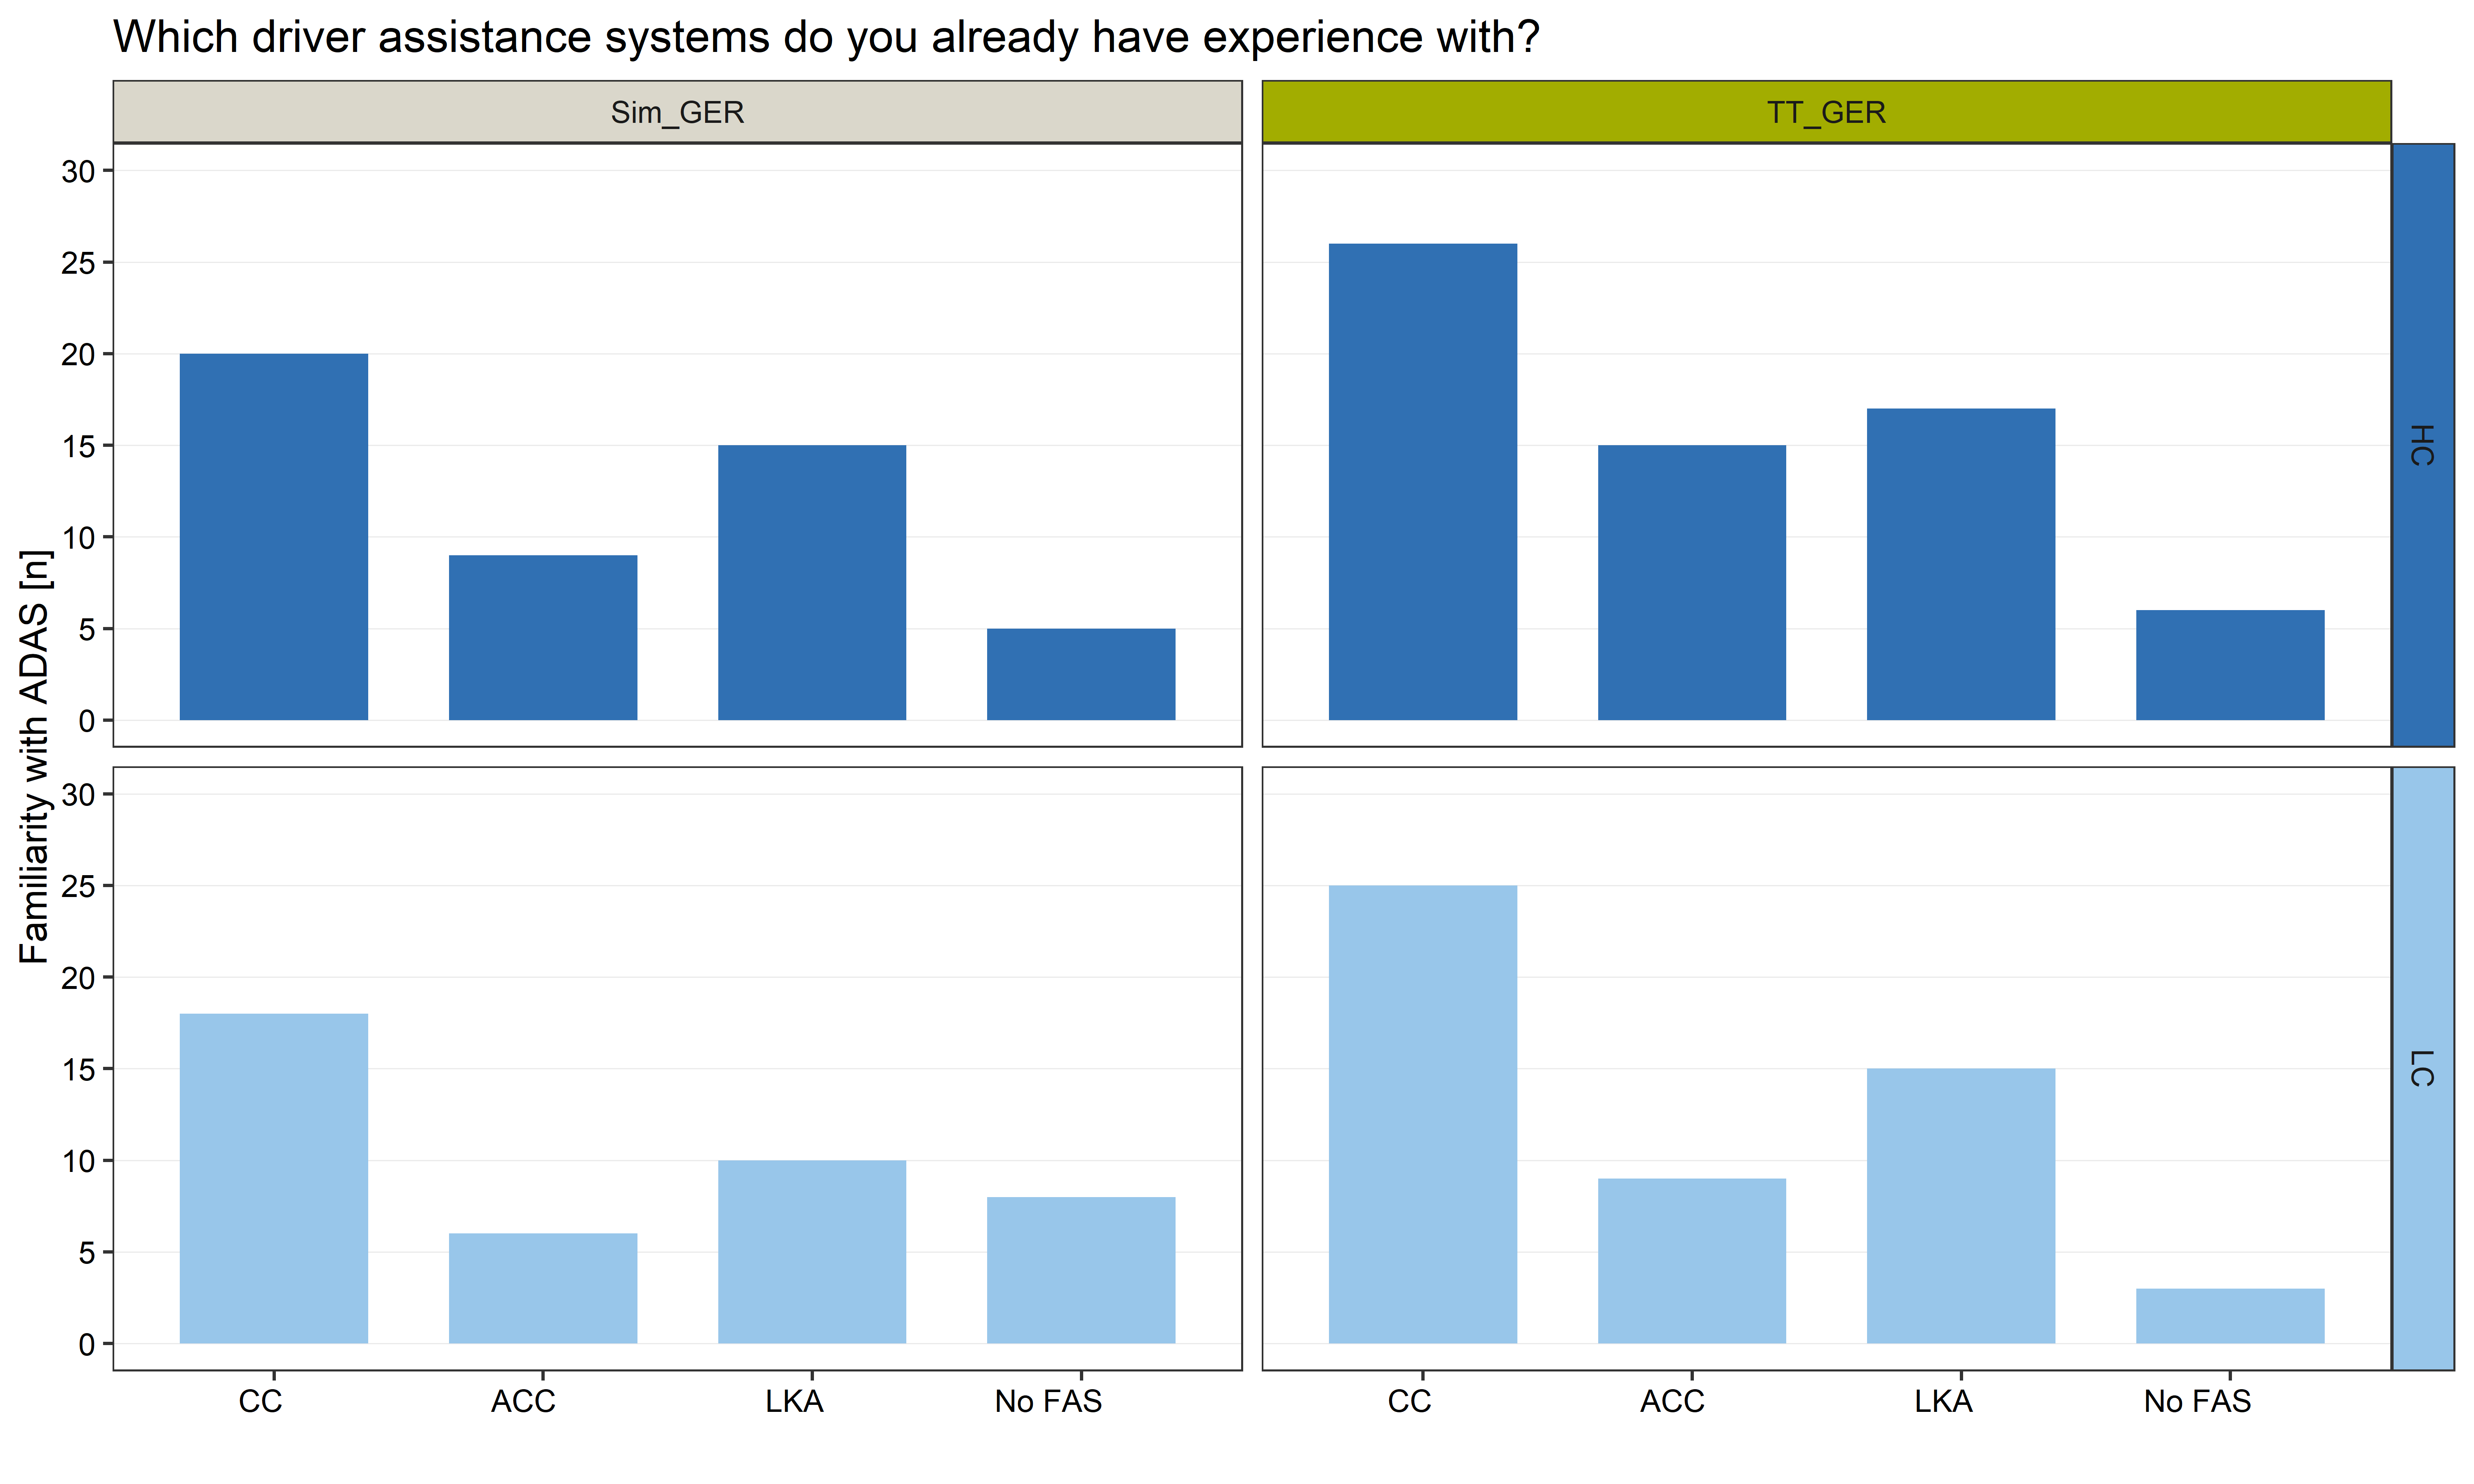 Which driver assistance systems do you already have experience with?
Sim_GER
TT_GER
Familiarity with ADAS [n]
30
25
20
15
10
5
0
HC
30
25
20
15
10
5
0
LC
CC
ACC
LKA
No FAS
CC
ACC
LKA
No FAS